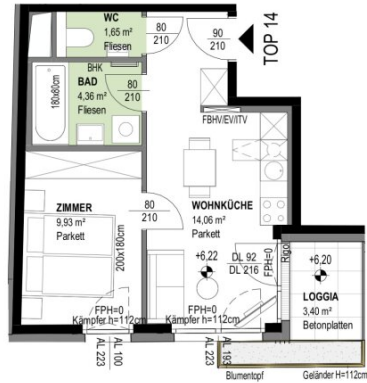 WC
1,65 m²
Fliesen
80
210
90
210
TOP 14
BHK
BAD
4,36 m²
Fliesen
180x80cm
80
210
FBHV/EV/ITV
ZIMMER
9,93 m²
Parkett
80
210
WOHNKÜCHE
14,06 m²
Parkett
200x180cm
+6,22
DL 92
DL 216
FPH=0
Rigol
+6,20
LOGGIA
3,40 m²
Betonplatten
FPH=0
Kämpfer h=112cm
FPH=0
Kämpfer h=112cm
AL 223
AL 100
AL 223
AL 193
Blumentopf
Geländer H=112cm